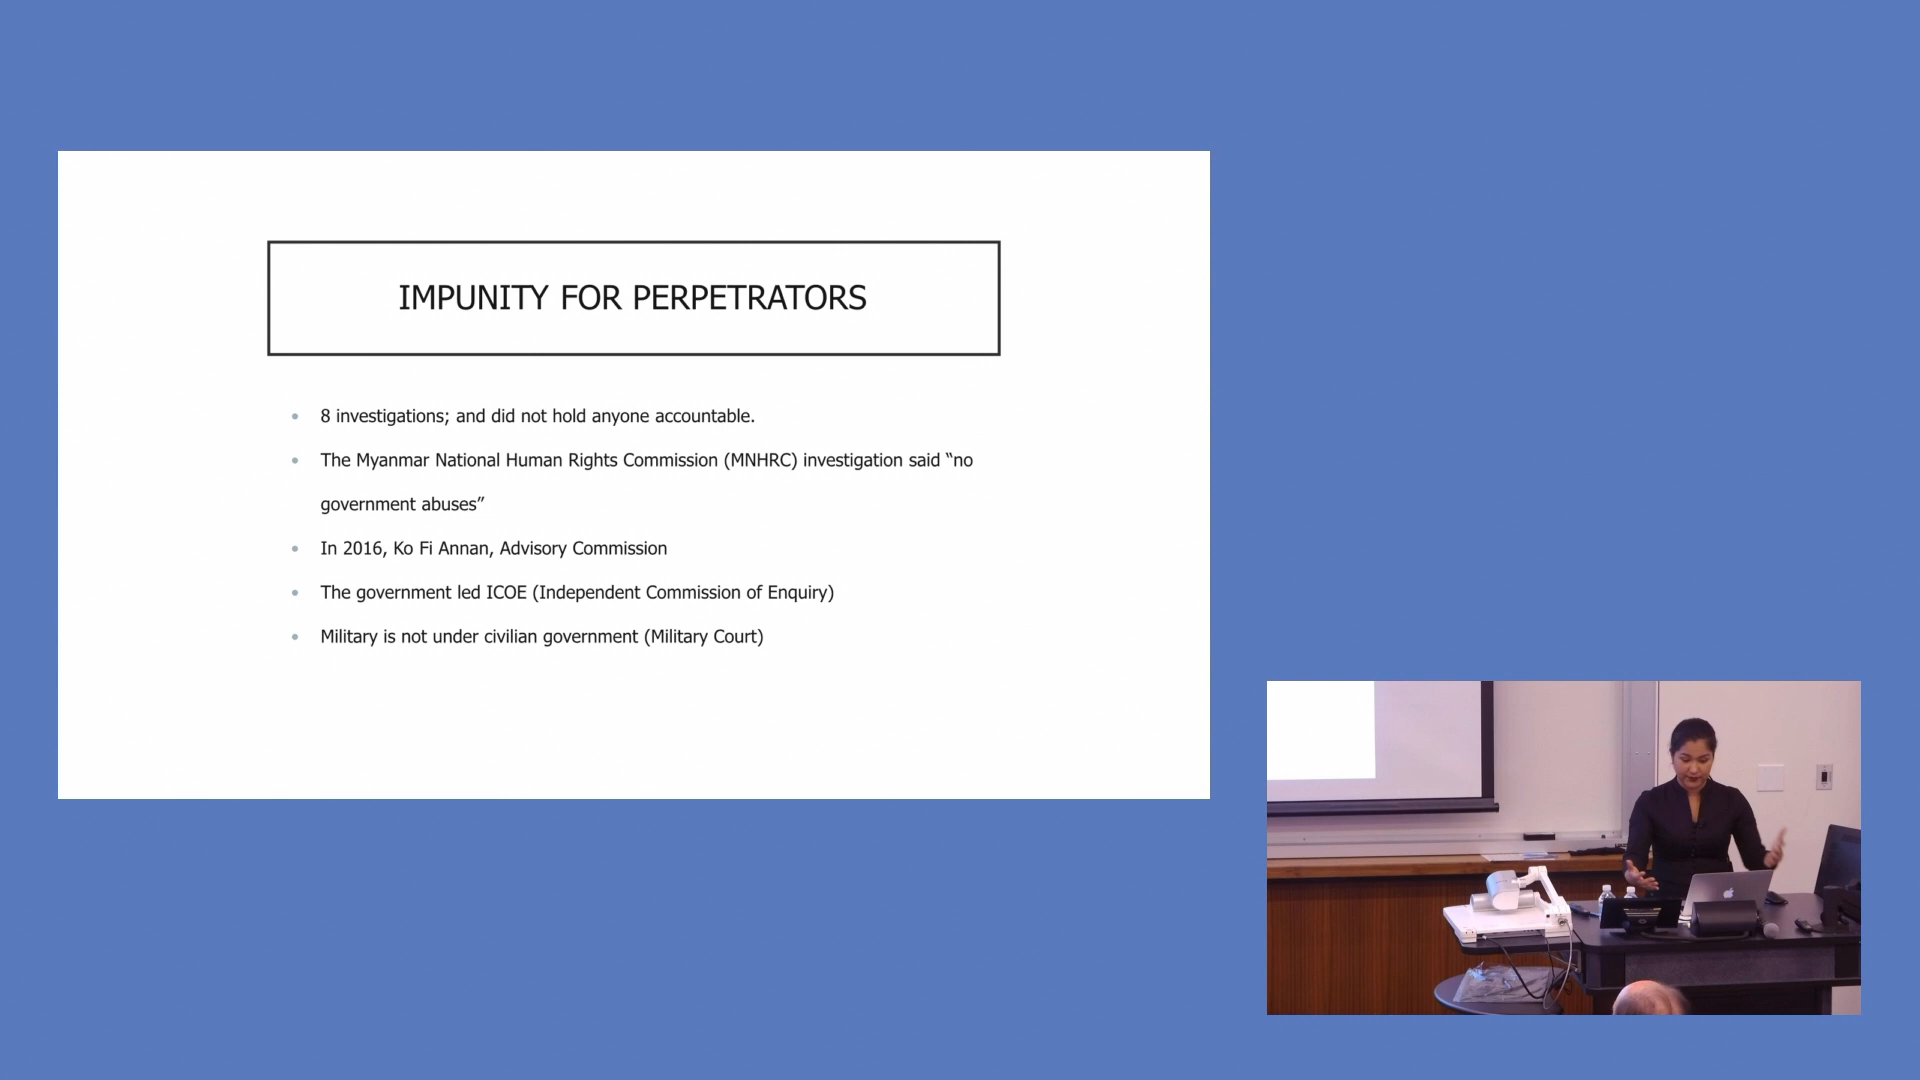 IMPUNITY FOR PERPETRATORS
• 8 investigations; and did not hold anyone accountable.
• The Myanmar National Human Rights Commission (MNHRC) investigation said “no
government abuses”
• In 2016, Ko Fi Annan, Advisory Commission
• The government led ICOE (Independent Commission of Enquiry)
• Military is not under civilian government (Military Court)